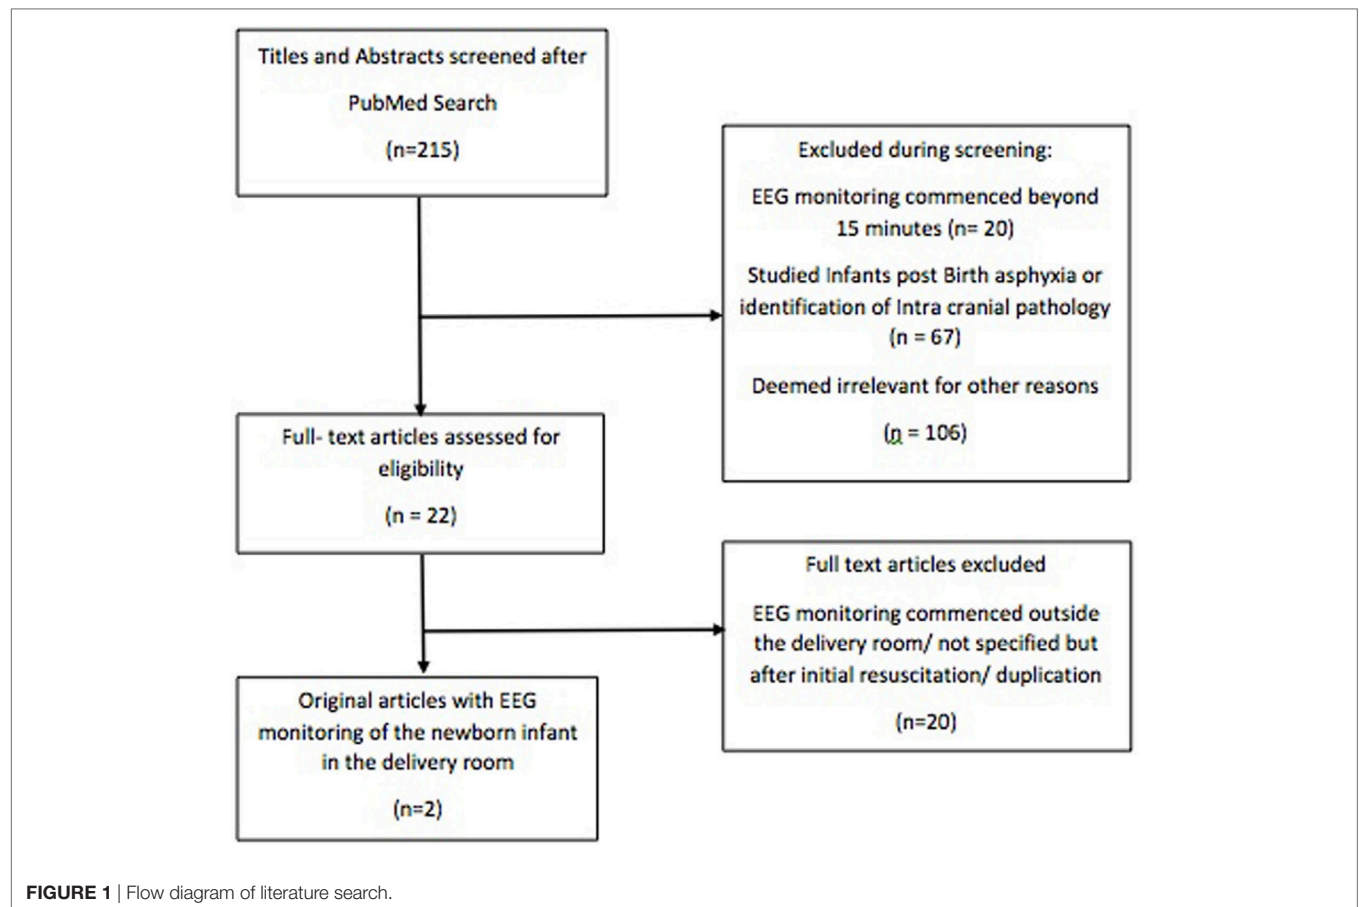 Titles and Abstracts screened after
PubMed Search
(n=215)
Excluded during screening:
EEG monitoring commenced beyond
15 minutes (n= 20)
Studied Infants post Birth asphyxia or
identification of Intra cranial pathology
(n = 67)
Deemed irrelevant for other reasons
(n = 106)
Full- text articles assessed for
eligibility
(n = 22)
Full text articles excluded
EEG monitoring commenced outside
the delivery room/ not specified but
after initial resuscitation/ duplication
(n=20)
Original articles with EEG
monitoring of the newborn infant
in the delivery room
(n=2)
FIGURE 1 | Flow diagram of literature search.